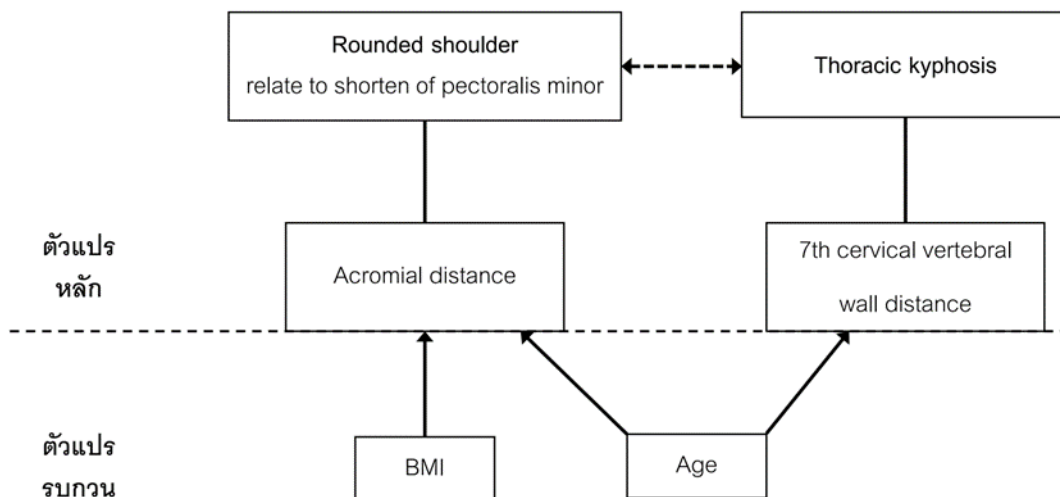 Rounded shoulder
relate to shorten of pectoralis minor
Thoracic kyphosis
ตัวแปร
หลัก
Acromial distance
7th cervical vertebral
wall distance
ตัวแปร
รบกวน
BMI
Age